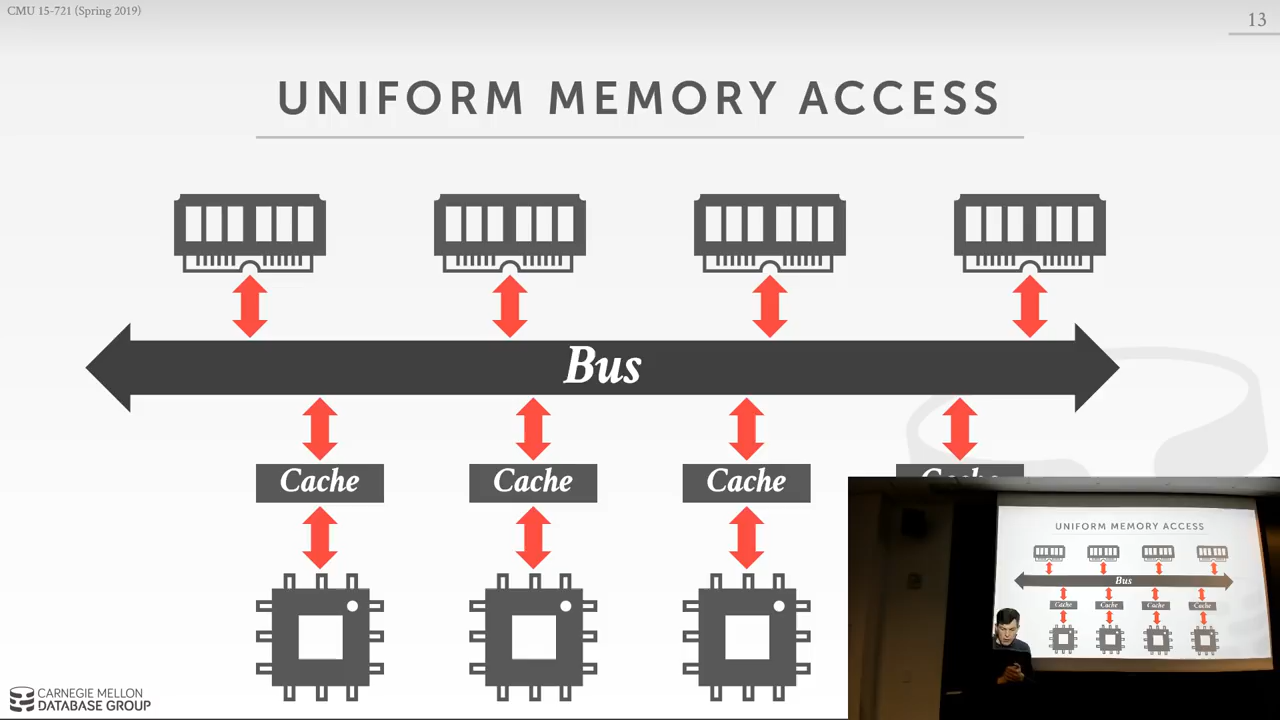 CMU 15-721 (Spring 2019)
13
UNIFORM MEMORY ACCESS
Bus
Cache
Cache
Cache
Cache
UNIFORM MEMORY ACCESS
Bus
Cache
Cache
Cache
Cache
CARNEGIE MELLON
DATABASE GROUP